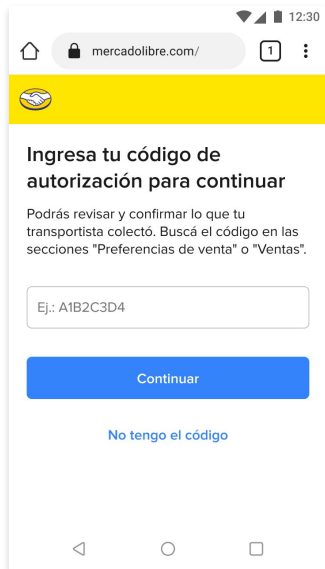 12:30
mercadolibre.com/
1
Ingresa tu código de
autorización para continuar
Podrás revisar y confirmar lo que tu
transportista colectó. Buscá el código en las
secciones "Preferencias de venta" o "Ventas".
Ej.: A1B2C3D4
Continuar
No tengo el código